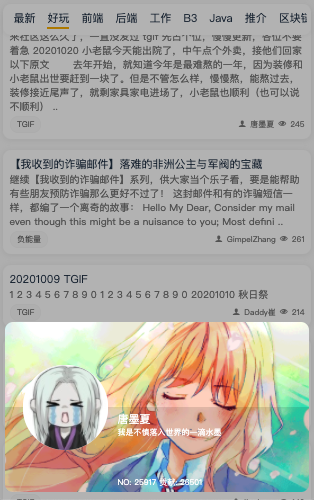 最新 好玩 前端 后端 工作 B3 Java 推介 区块链
来社区这么久了，一直没发过 tgif 先占个位，慢慢更新，各位不要
着急 20201020 小老鼠今天能出院了，中午点个外卖，接他们回家
以下原文 去年开始，就知道今年是最难熬的一年，因为装修和
小老鼠出世要赶到一块了。但是不管怎么样，慢慢熬，能熬过去，
装修接近尾声了，就剩家具家电进场了，小老鼠也顺利（也可以说
不顺利） ..
TGIF 唐墨夏 245
【我收到的诈骗邮件】落难的非洲公主与军阀的宝藏
继续【我收到的诈骗邮件】系列，供大家当个乐子看，要是能帮助
有些朋友预防诈骗那么更好不过了！ 这封邮件和有的诈骗短信一
样，都编了一个离奇的故事： Hello My Dear, Consider my mail
even though this might be a nuisance to you; Most defini ..
负能量 GimpelZhang 261
20201009 TGIF
1 2 3 4 5 6 7 8 9 0 1 2 3 4 5 6 7 8 9 0 20201010 秋日祭
TGIF Daddy崔 214
唐墨夏
我是不慎落入世界的一滴水墨
NO: 25917 贡献: 26501
TGIF